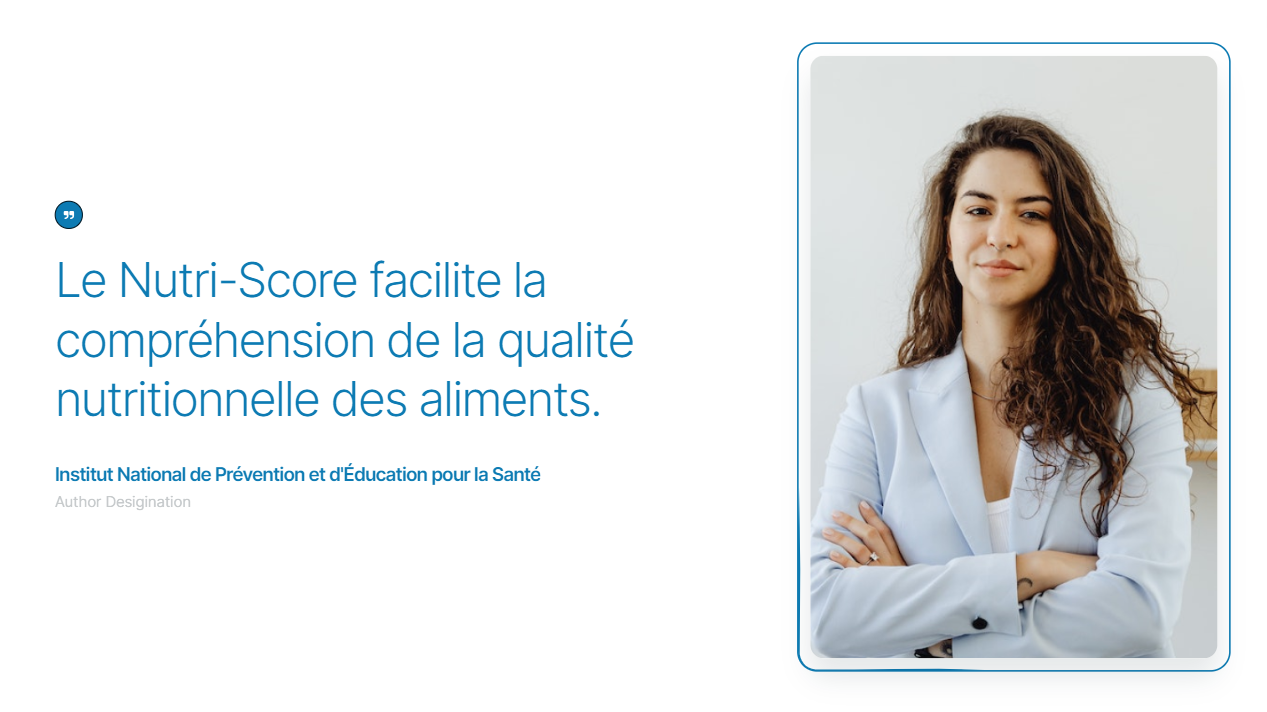 Le Nutri-Score facilite la
compréhension de la qualité
nutritionnelle des aliments.
Institut National de Prévention et d'Éducation pour la Santé
Author Desigination